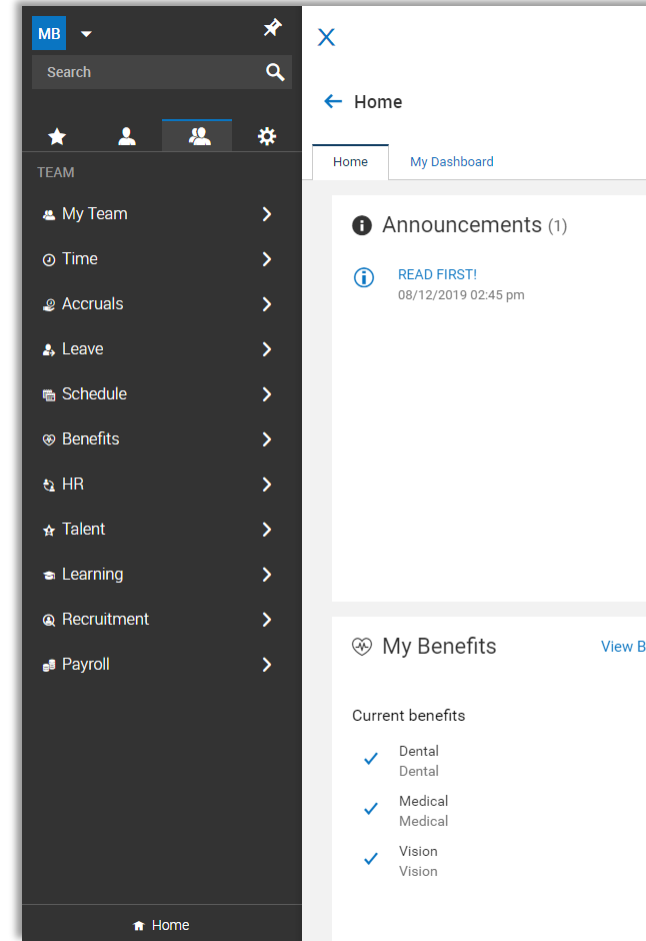 MB
Search
TEAM
My Team
Time
Accruals
Leave
Schedule
Benefits
HR
Talent
Learning
Recruitment
Payroll
Home
Home
Home My Dashboard
Announcements (1)
READ FIRST!
08/12/2019 02:45 pm
My Benefits View B
Current benefits
Dental
Dental
Medical
Medical
Vision
Vision